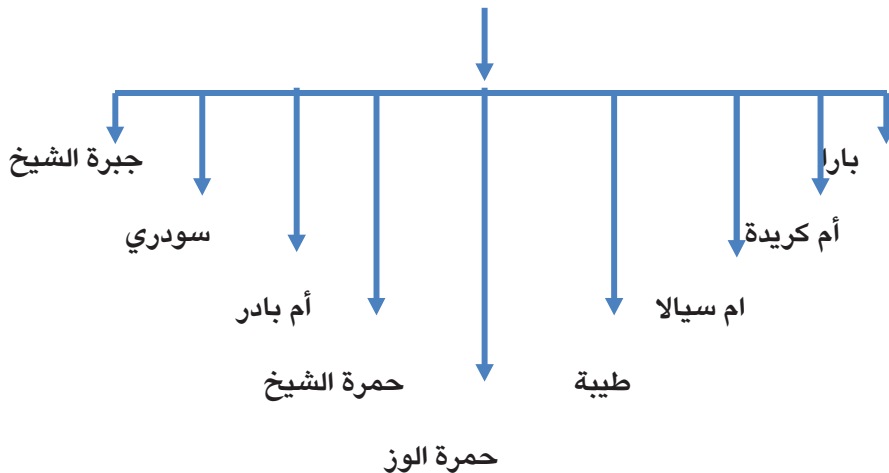 بارا جبرة الشيخ
أم كريدة سودري
ام سيالا أم بادر
طيبة حمرة الشيخ
حمرة الوز